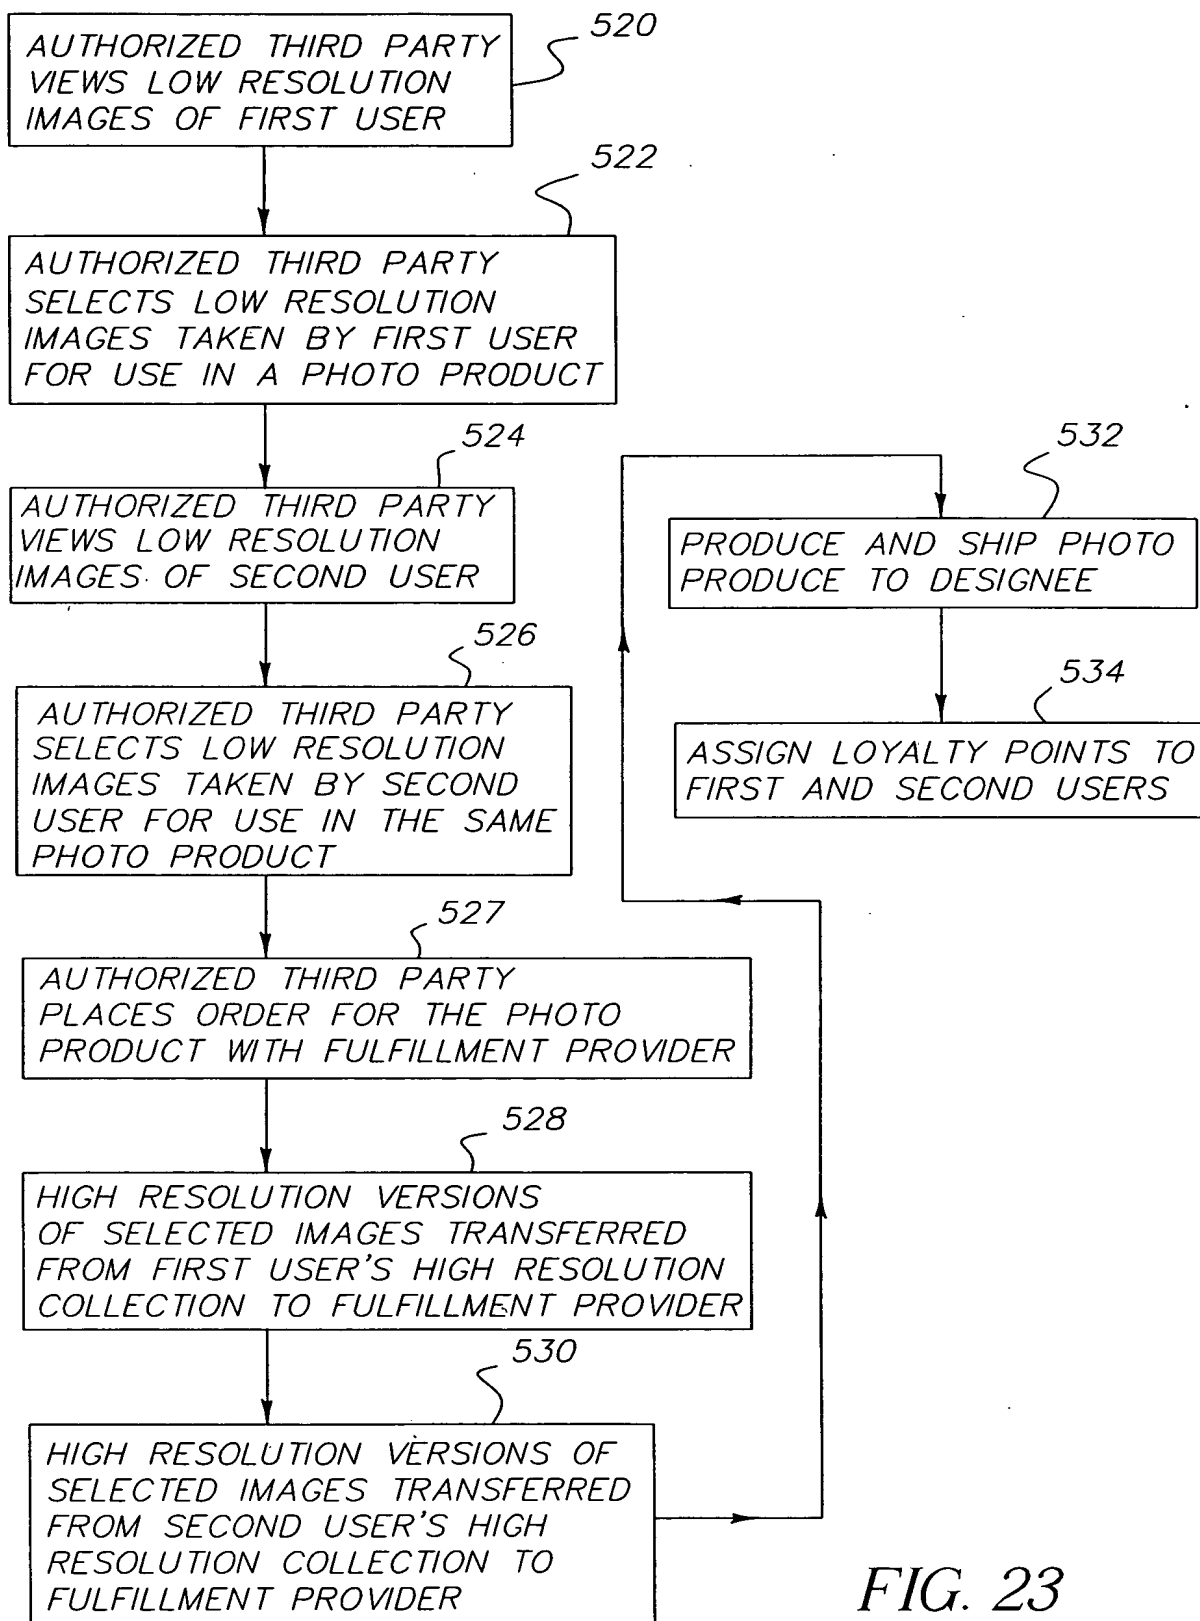 520
AUTHORIZED THIRD PARTY
VIEWS LOW RESOLUTION
IMAGES OF FIRST USER
522
AUTHORIZED THIRD PARTY
SELECTS LOW RESOLUTION
IMAGES TAKEN BY FIRST USER
FOR USE IN A PHOTO PRODUCT
524
AUTHORIZED THIRD PARTY
VIEWS LOW RESOLUTION
IMAGES OF SECOND USER
526
AUTHORIZED THIRD PARTY
SELECTS LOW RESOLUTION
IMAGES TAKEN BY SECOND
USER FOR USE IN THE SAME
PHOTO PRODUCT
527
AUTHORIZED THIRD PARTY
PLACES ORDER FOR THE PHOTO
PRODUCT WITH FULFILLMENT PROVIDER
528
HIGH RESOLUTION VERSIONS
OF SELECTED IMAGES TRANSFERRED
FROM FIRST USER'S HIGH RESOLUTION
COLLECTION TO FULFILLMENT PROVIDER
530
HIGH RESOLUTION VERSIONS OF
SELECTED IMAGES TRANSFERRED
FROM SECOND USER'S HIGH
RESOLUTION COLLECTION TO
FULFILLMENT PROVIDER
532
PRODUCE AND SHIP PHOTO
PRODUCE TO DESIGNEE
534
ASSIGN LOYALTY POINTS TO
FIRST AND SECOND USERS
FIG. 23